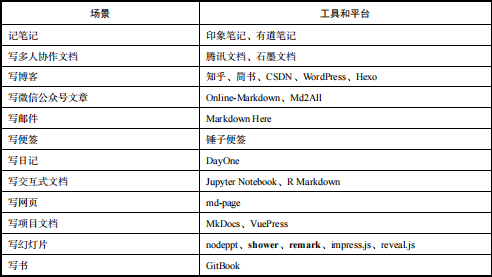 场景 工具和平台
记笔记 印象笔记、有道笔记
写多人协作文档 腾讯文档、石墨文档
写博客 知乎、简书、CSDN、WordPress、Hexo
写微信公众号文章 Online-Markdown、Md2All
写邮件 Markdown Here
写便签 锤子便签
写日记 DayOne
写交互式文档 Jupyter Notebook、R Markdown
写网页 md-page
写项目文档 MkDocs、VuePress
写幻灯片 nodeppt、shower、remark、impress.js、reveal.js
写书 GitBook